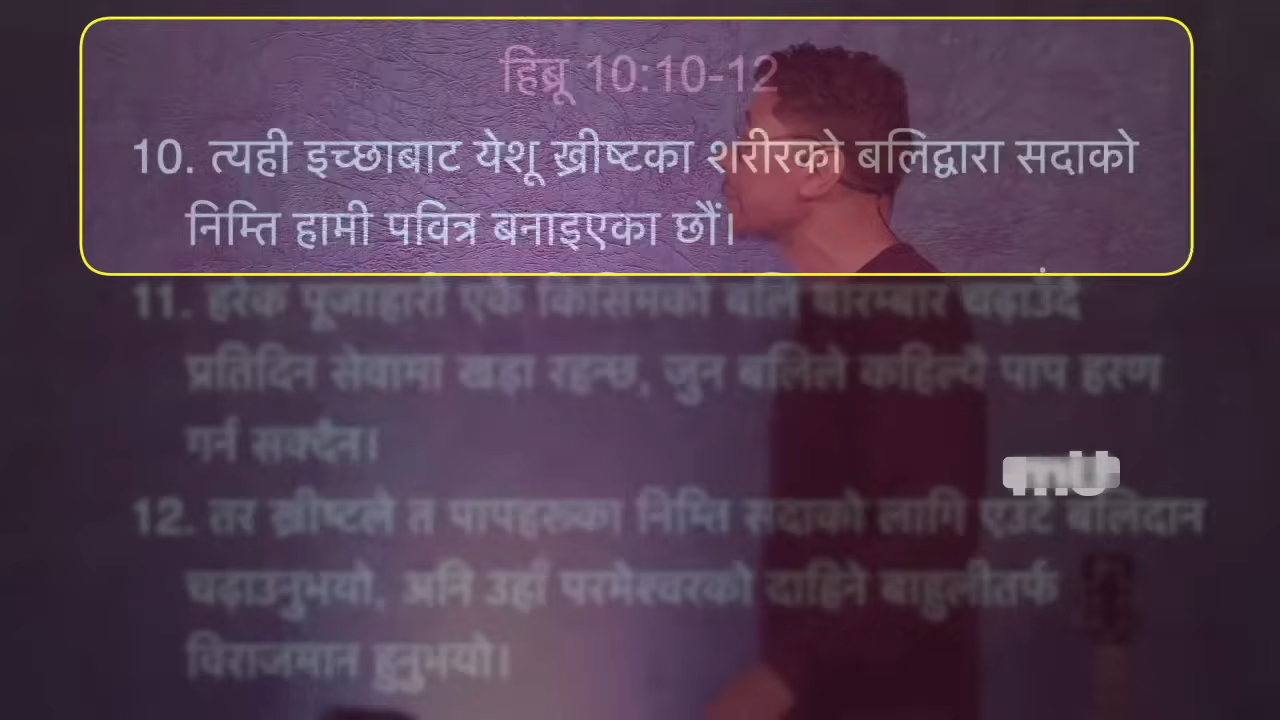 हिब्रू 10:10-12
10. त्यही इच्छाबाट येशू ख्रीष्टका शरीरको बलिद्वारा सदाको
निम्ति हामी पवित्र बनाइएका छौं।
11. हरेक पूजाहारी एकै किसिमको बलि बारम्बार चढ़ाउँदै
प्रतिदिन सेवामा खड़ा रहन्छ, जुन बलिले कहिल्यै पाप हरण
गर्न सक्दैन।
12. तर ख्रीष्टले त पापहरूका निम्ति सदाको लागि एउटै बलिदान
चढ़ाउनुभयो, अनि उहाँ परमेश्वरको दाहिने बाहुलीतर्फ
विराजमान हुनुभयो।